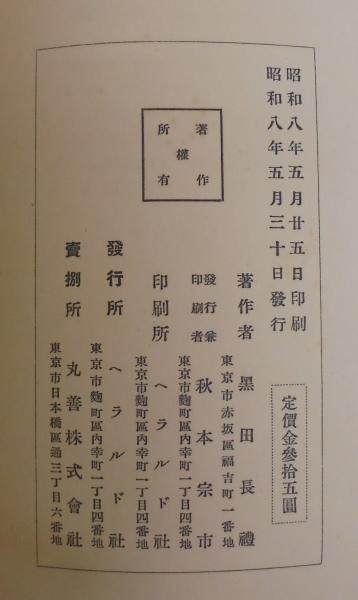 昭和八年五月廿五日印刷
昭和八年五月三十日發行
定價金參拾五圓
著作
權
所有
東京市赤坂區福吉町一番地
著作者 黑田長禮
東京市麴町區內幸町一丁目四番地
發行兼印刷者 秋本宗市
東京市麴町區內幸町一丁目四番地
印刷所 ヘラルド社
東京市麴町區內幸町一丁目四番地
發行所 ヘラルド社
東京市日本橋區通三丁目六番地
賣捌所 丸善株式會社